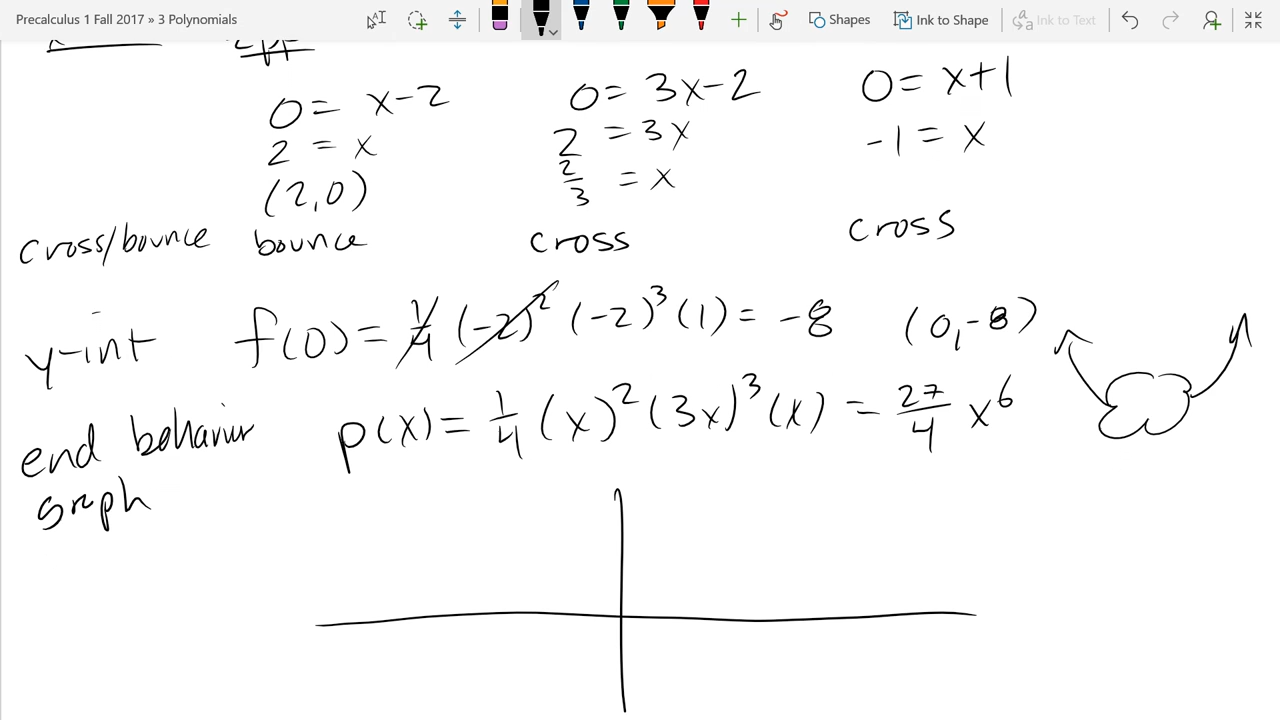 Precalculus 1 Fall 2017 » 3 Polynomials
Shapes
Ink to Shape
Ink to Text
0 = x-2 0 = 3x-2 0 = x+1
2 = x 2 = 3x -1 = x
(2,0) 2/3 = x
cross/bounce bounce cross cross
y-int f(0) = 1/4 (-2)² (-2)³ (1) = -8 (0,-8)
end behavior p(x) = 1/4 (x)² (3x)³ (x) = 27/4 x⁶
graph